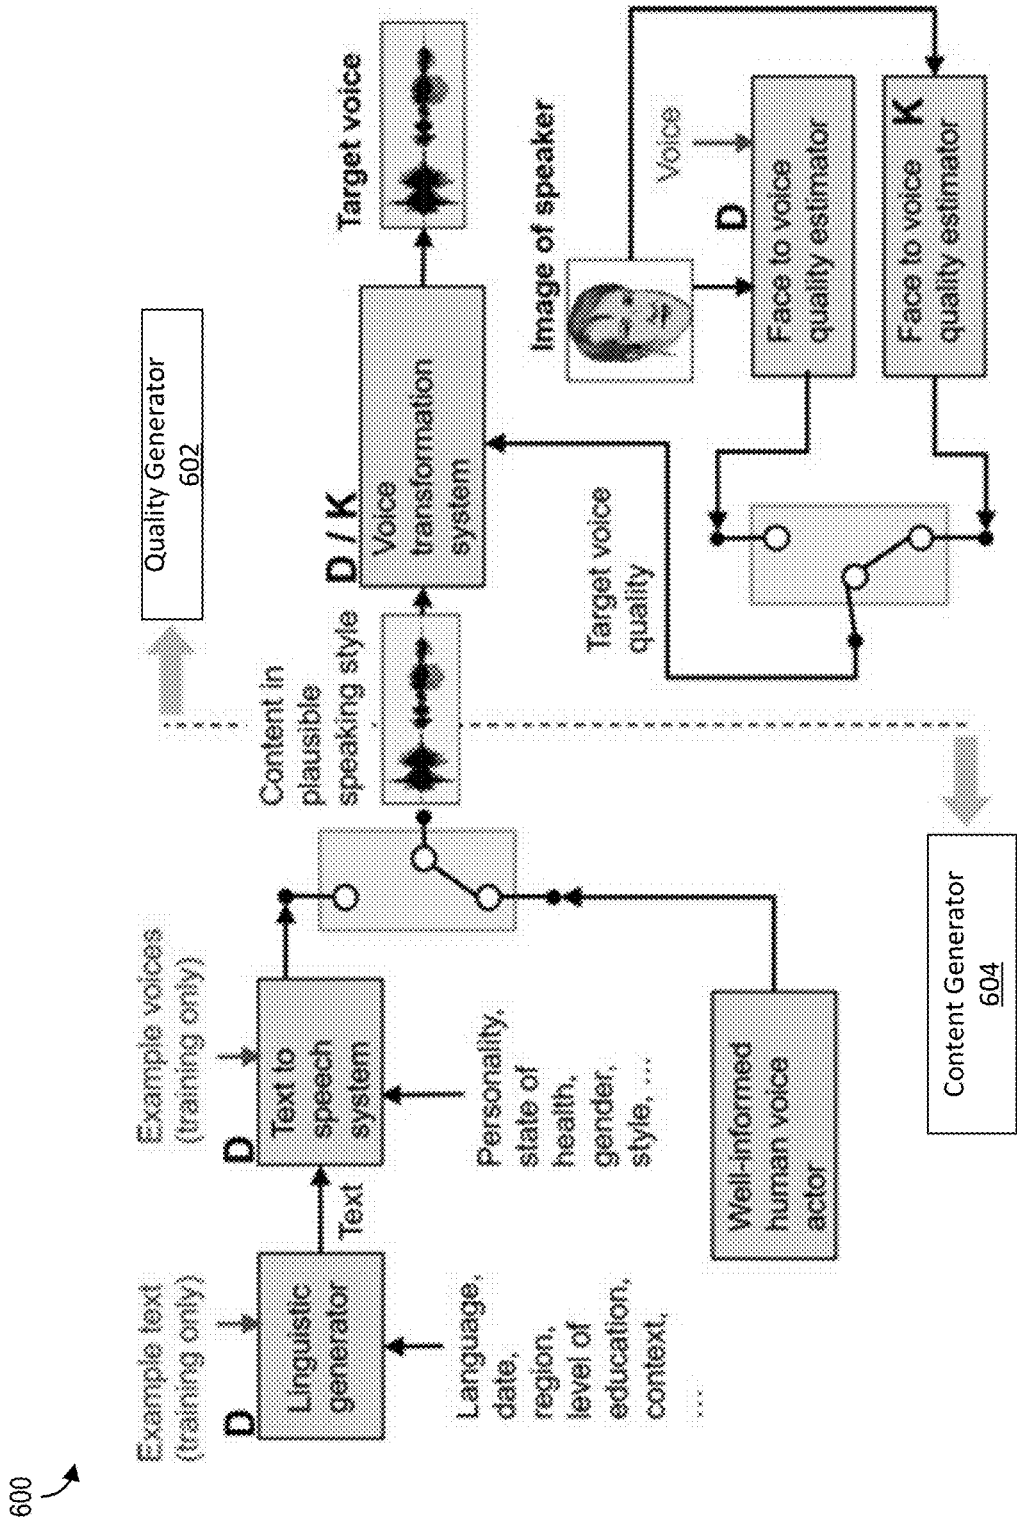 600
Example text
(training only)
D
Linguistic
generator
Language,
date,
region,
level of
education,
context,
...
Text
Example voices
(training only)
D
Text to
speech
system
Personality,
state of
health,
gender,
style, ...
Well-informed
human voice
actor
Content in
plausible
speaking style
Quality Generator
602
Content Generator
604
D / K
Voice
transformation
system
Target voice
Target voice
quality
Image of speaker
Voice
D
Face to voice
quality estimator
K
Face to voice
quality estimator